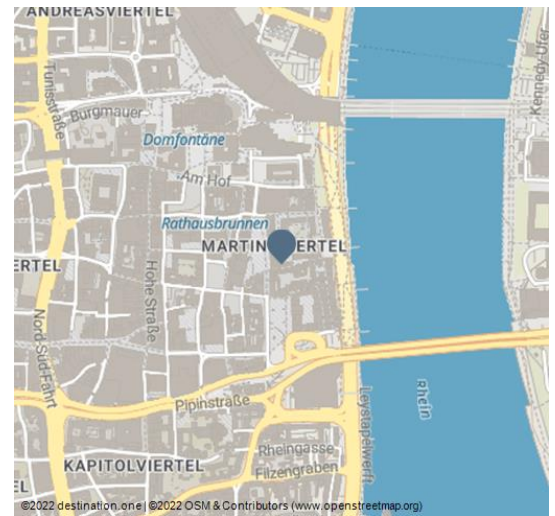 ANDREASVIERTEL
Tunisstraße
Burgmauer
Kennedy-Ufer
Domfontäne
Am Hof
Rathausbrunnen
MARTIN ERTEL
ERTEL
Hohe Straße
Nord-Süd-Fahrt
Pipinstraße
Leystapelwerft
Rhein
Rheingasse
KAPITOLVIERTEL
Filzengraben
EL
©2022 destination.one | ©2022 OSM & Contributors (www.openstreetmap.org)